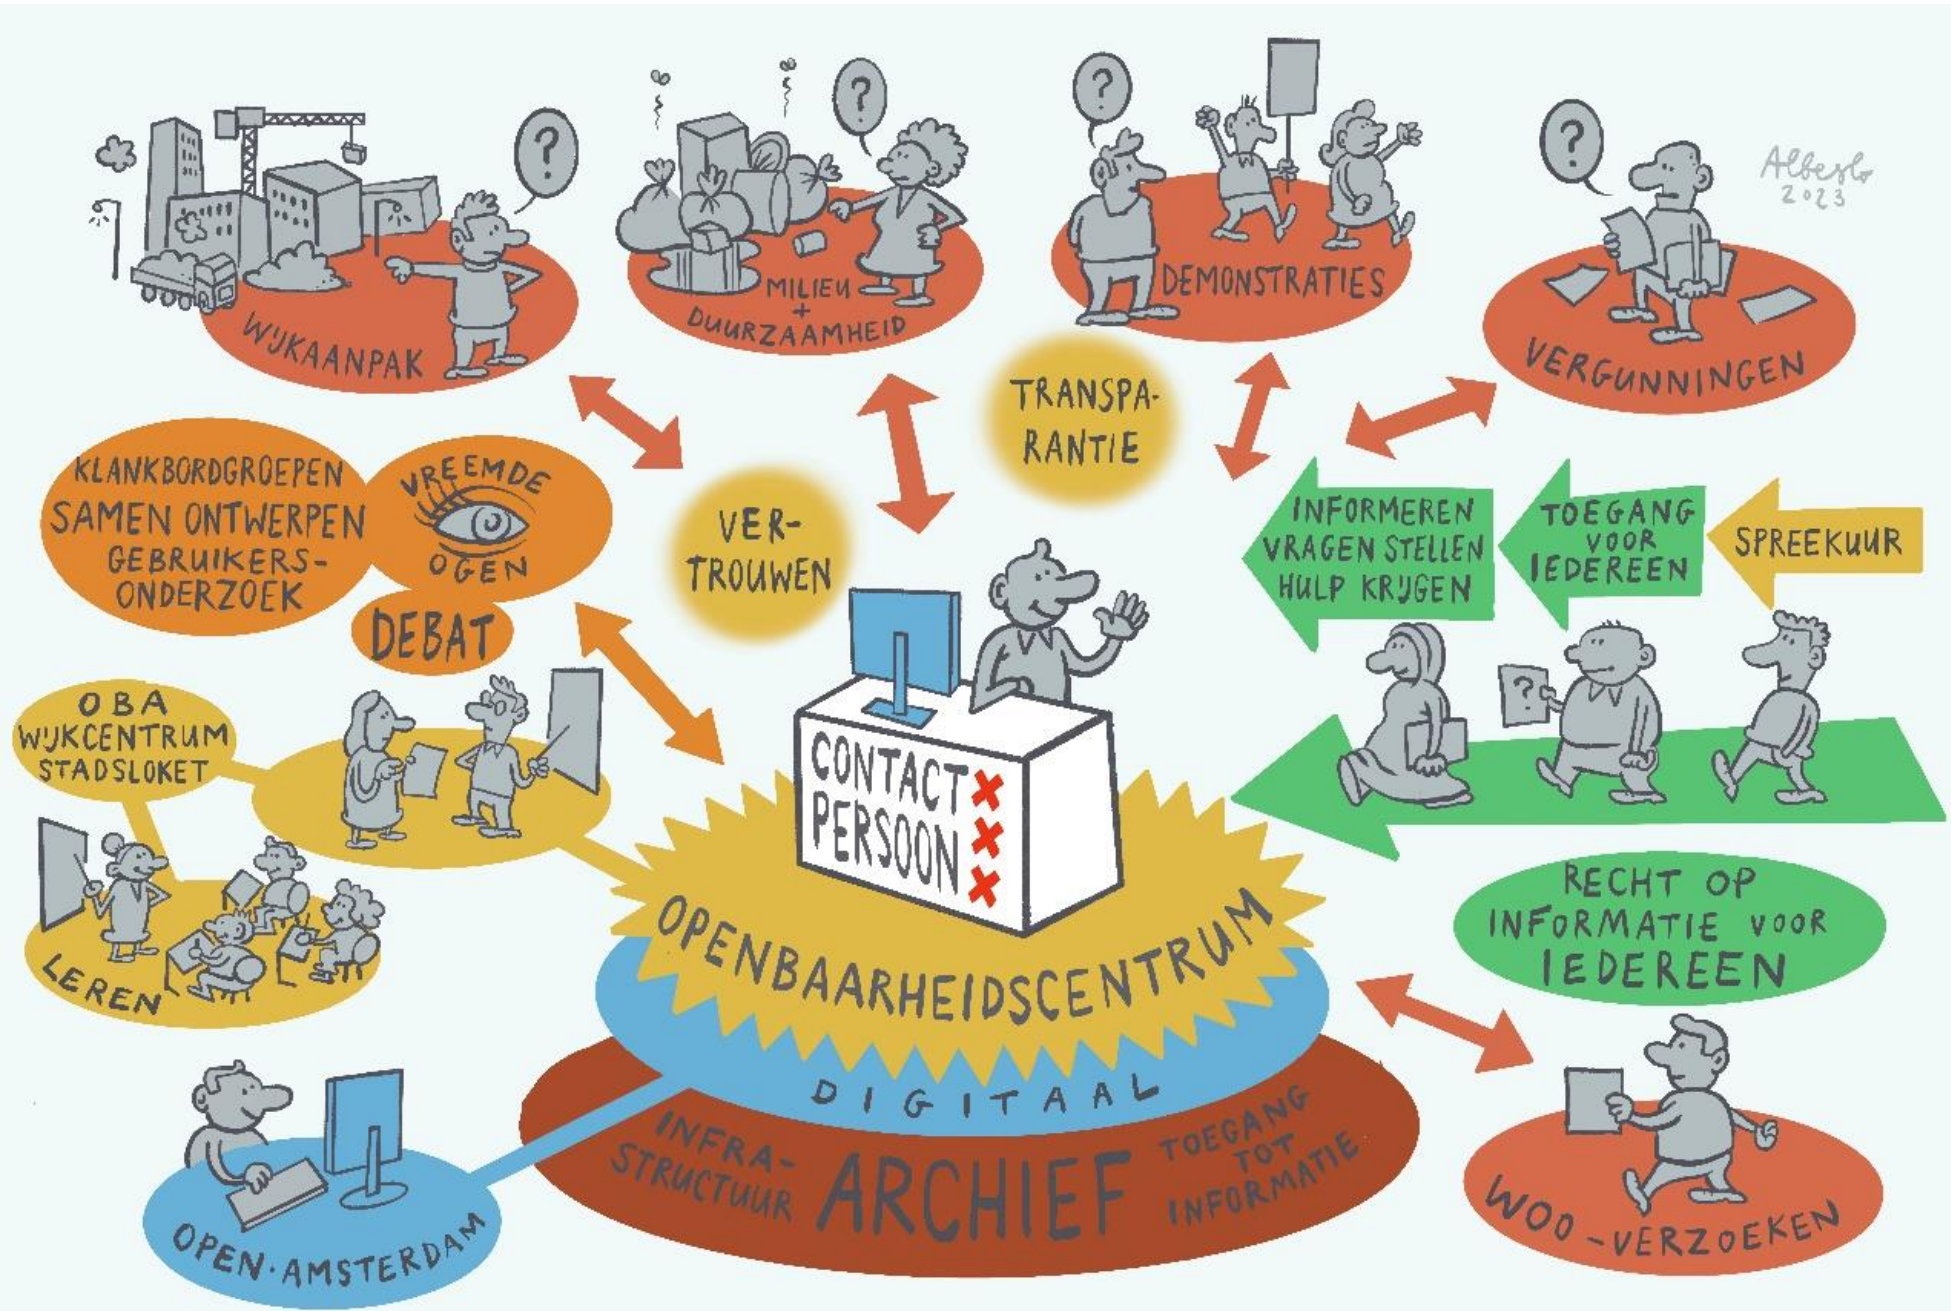 ?
?
?
?
Albesto
2023
WIJKAANPAK
MILIEU
+
DUURZAAMHEID
DEMONSTRATIES
VERGUNNINGEN
TRANSPA-
RANTIE
VER-
TROUWEN
KLANKBORDGROEPEN
SAMEN ONTWERPEN
GEBRUIKERS-
ONDERZOEK
VREEMDE
OGEN
DEBAT
INFORMEREN
VRAGEN STELLEN
HULP KRIJGEN
TOEGANG
VOOR
IEDEREEN
SPREEKUUR
?
OBA
WIJKCENTRUM
STADSLOKET
LEREN
CONTACT
PERSOON
XXX
OPENBAARHEIDSCENTRUM
DIGITAAL
INFRA-
STRUCTUUR
ARCHIEF
TOEGANG
TOT
INFORMATIE
RECHT OP
INFORMATIE VOOR
IEDEREEN
OPEN·AMSTERDAM
WOO-VERZOEKEN